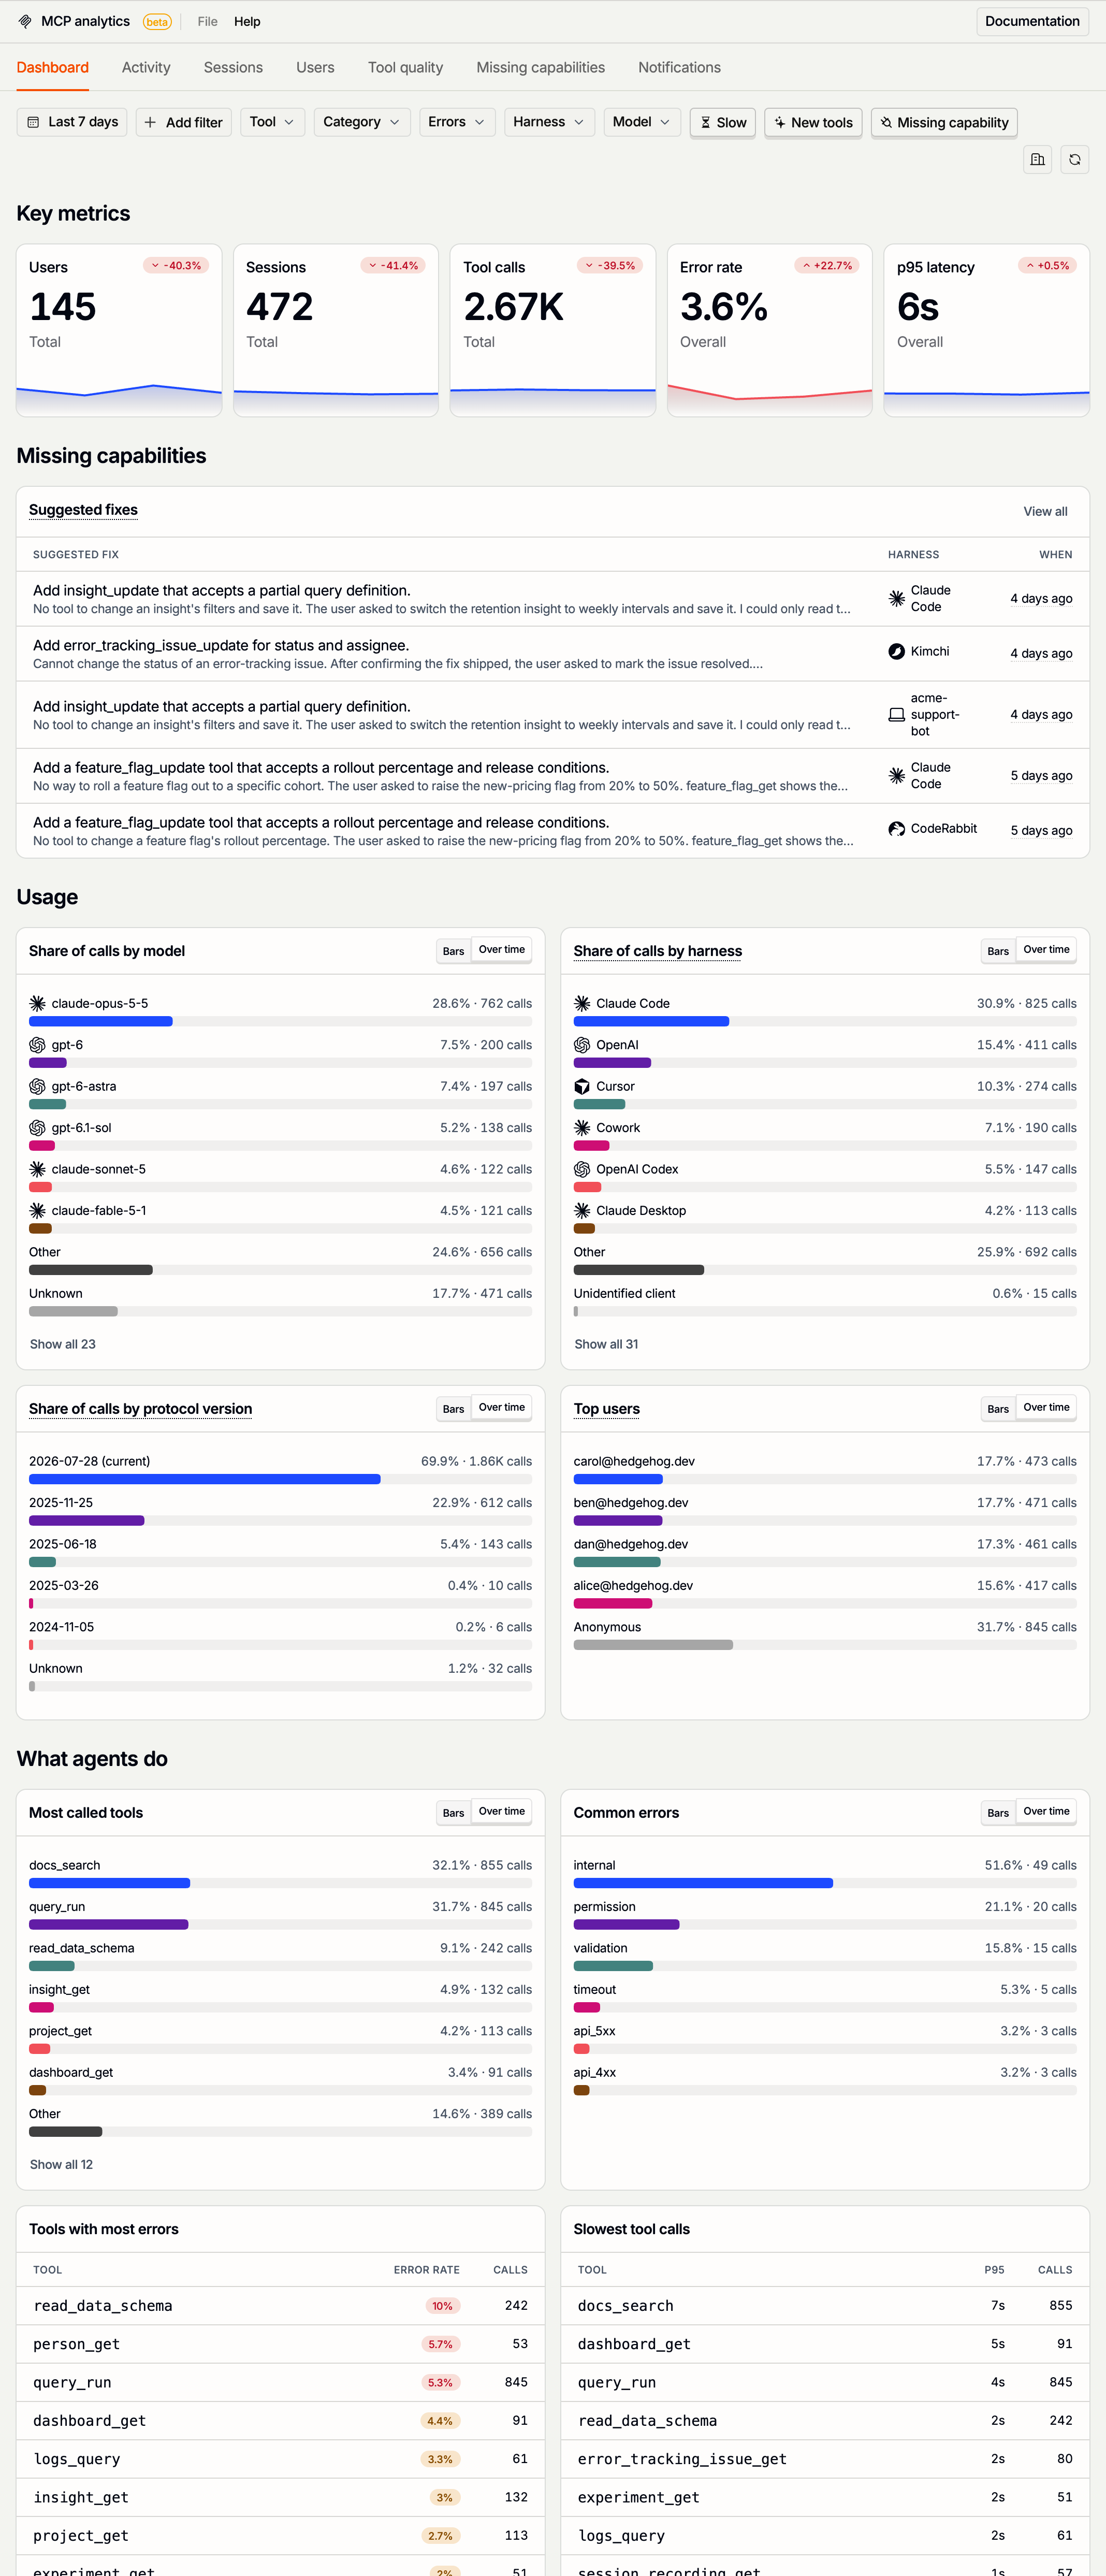 MCP analytics beta File Help Documentation
Dashboard Activity Sessions Users Tool quality Missing capabilities Notifications
Last 7 days Add filter Tool Category Errors Harness Model Slow New tools Missing capability
Key metrics
Users -40.3%
145
Total
Sessions -41.4%
472
Total
Tool calls -39.5%
2.67K
Total
Error rate +22.7%
3.6%
Overall
p95 latency +0.5%
6s
Overall
Missing capabilities
Suggested fixes View all
SUGGESTED FIX HARNESS WHEN
Add insight_update that accepts a partial query definition.
No tool to change an insight's filters and save it. The user asked to switch the retention insight to weekly intervals and save it. I could only read t...
Claude
Code
4 days ago
Add error_tracking_issue_update for status and assignee.
Cannot change the status of an error-tracking issue. After confirming the fix shipped, the user asked to mark the issue resolved....
Kimchi
4 days ago
Add insight_update that accepts a partial query definition.
No tool to change an insight's filters and save it. The user asked to switch the retention insight to weekly intervals and save it. I could only read t...
acme-
support-
bot
4 days ago
Add a feature_flag_update tool that accepts a rollout percentage and release conditions.
No way to roll a feature flag out to a specific cohort. The user asked to raise the new-pricing flag from 20% to 50%. feature_flag_get shows the...
Claude
Code
5 days ago
Add a feature_flag_update tool that accepts a rollout percentage and release conditions.
No tool to change a feature flag's rollout percentage. The user asked to raise the new-pricing flag from 20% to 50%. feature_flag_get shows the...
CodeRabbit
5 days ago
Usage
Share of calls by model Bars Over time
claude-opus-5-5 28.6% · 762 calls
gpt-6 7.5% · 200 calls
gpt-6-astra 7.4% · 197 calls
gpt-6.1-sol 5.2% · 138 calls
claude-sonnet-5 4.6% · 122 calls
claude-fable-5-1 4.5% · 121 calls
Other 24.6% · 656 calls
Unknown 17.7% · 471 calls
Show all 23
Share of calls by harness Bars Over time
Claude Code 30.9% · 825 calls
OpenAI 15.4% · 411 calls
Cursor 10.3% · 274 calls
Cowork 7.1% · 190 calls
OpenAI Codex 5.5% · 147 calls
Claude Desktop 4.2% · 113 calls
Other 25.9% · 692 calls
Unidentified client 0.6% · 15 calls
Show all 31
Share of calls by protocol version Bars Over time
2026-07-28 (current) 69.9% · 1.86K calls
2025-11-25 22.9% · 612 calls
2025-06-18 5.4% · 143 calls
2025-03-26 0.4% · 10 calls
2024-11-05 0.2% · 6 calls
Unknown 1.2% · 32 calls
Top users Bars Over time
carol@hedgehog.dev 17.7% · 473 calls
ben@hedgehog.dev 17.7% · 471 calls
dan@hedgehog.dev 17.3% · 461 calls
alice@hedgehog.dev 15.6% · 417 calls
Anonymous 31.7% · 845 calls
What agents do
Most called tools Bars Over time
docs_search 32.1% · 855 calls
query_run 31.7% · 845 calls
read_data_schema 9.1% · 242 calls
insight_get 4.9% · 132 calls
project_get 4.2% · 113 calls
dashboard_get 3.4% · 91 calls
Other 14.6% · 389 calls
Show all 12
Common errors Bars Over time
internal 51.6% · 49 calls
permission 21.1% · 20 calls
validation 15.8% · 15 calls
timeout 5.3% · 5 calls
api_5xx 3.2% · 3 calls
api_4xx 3.2% · 3 calls
Tools with most errors
TOOL ERROR RATE CALLS
read_data_schema 10% 242
person_get 5.7% 53
query_run 5.3% 845
dashboard_get 4.4% 91
logs_query 3.3% 61
insight_get 3% 132
project_get 2.7% 113
experiment_get 2% 51
Slowest tool calls
TOOL P95 CALLS
docs_search 7s 855
dashboard_get 5s 91
query_run 4s 845
read_data_schema 2s 242
error_tracking_issue_get 2s 80
experiment_get 2s 51
logs_query 2s 61
session_recording_get 1s 57